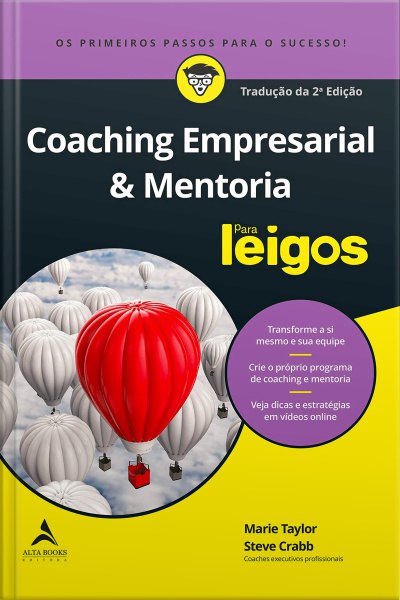 OS PRIMEIROS PASSOS PARA O SUCESSO!
Tradução da 2ª Edição
Coaching Empresarial
& Mentoria
Para
leigos
Transforme a si
mesmo e sua equipe
Crie o próprio programa
de coaching e mentoria
Veja dicas e estratégias
em vídeos online
Marie Taylor
Steve Crabb
Coaches executivos profissionais
ALTA BOOKS
EDITORA